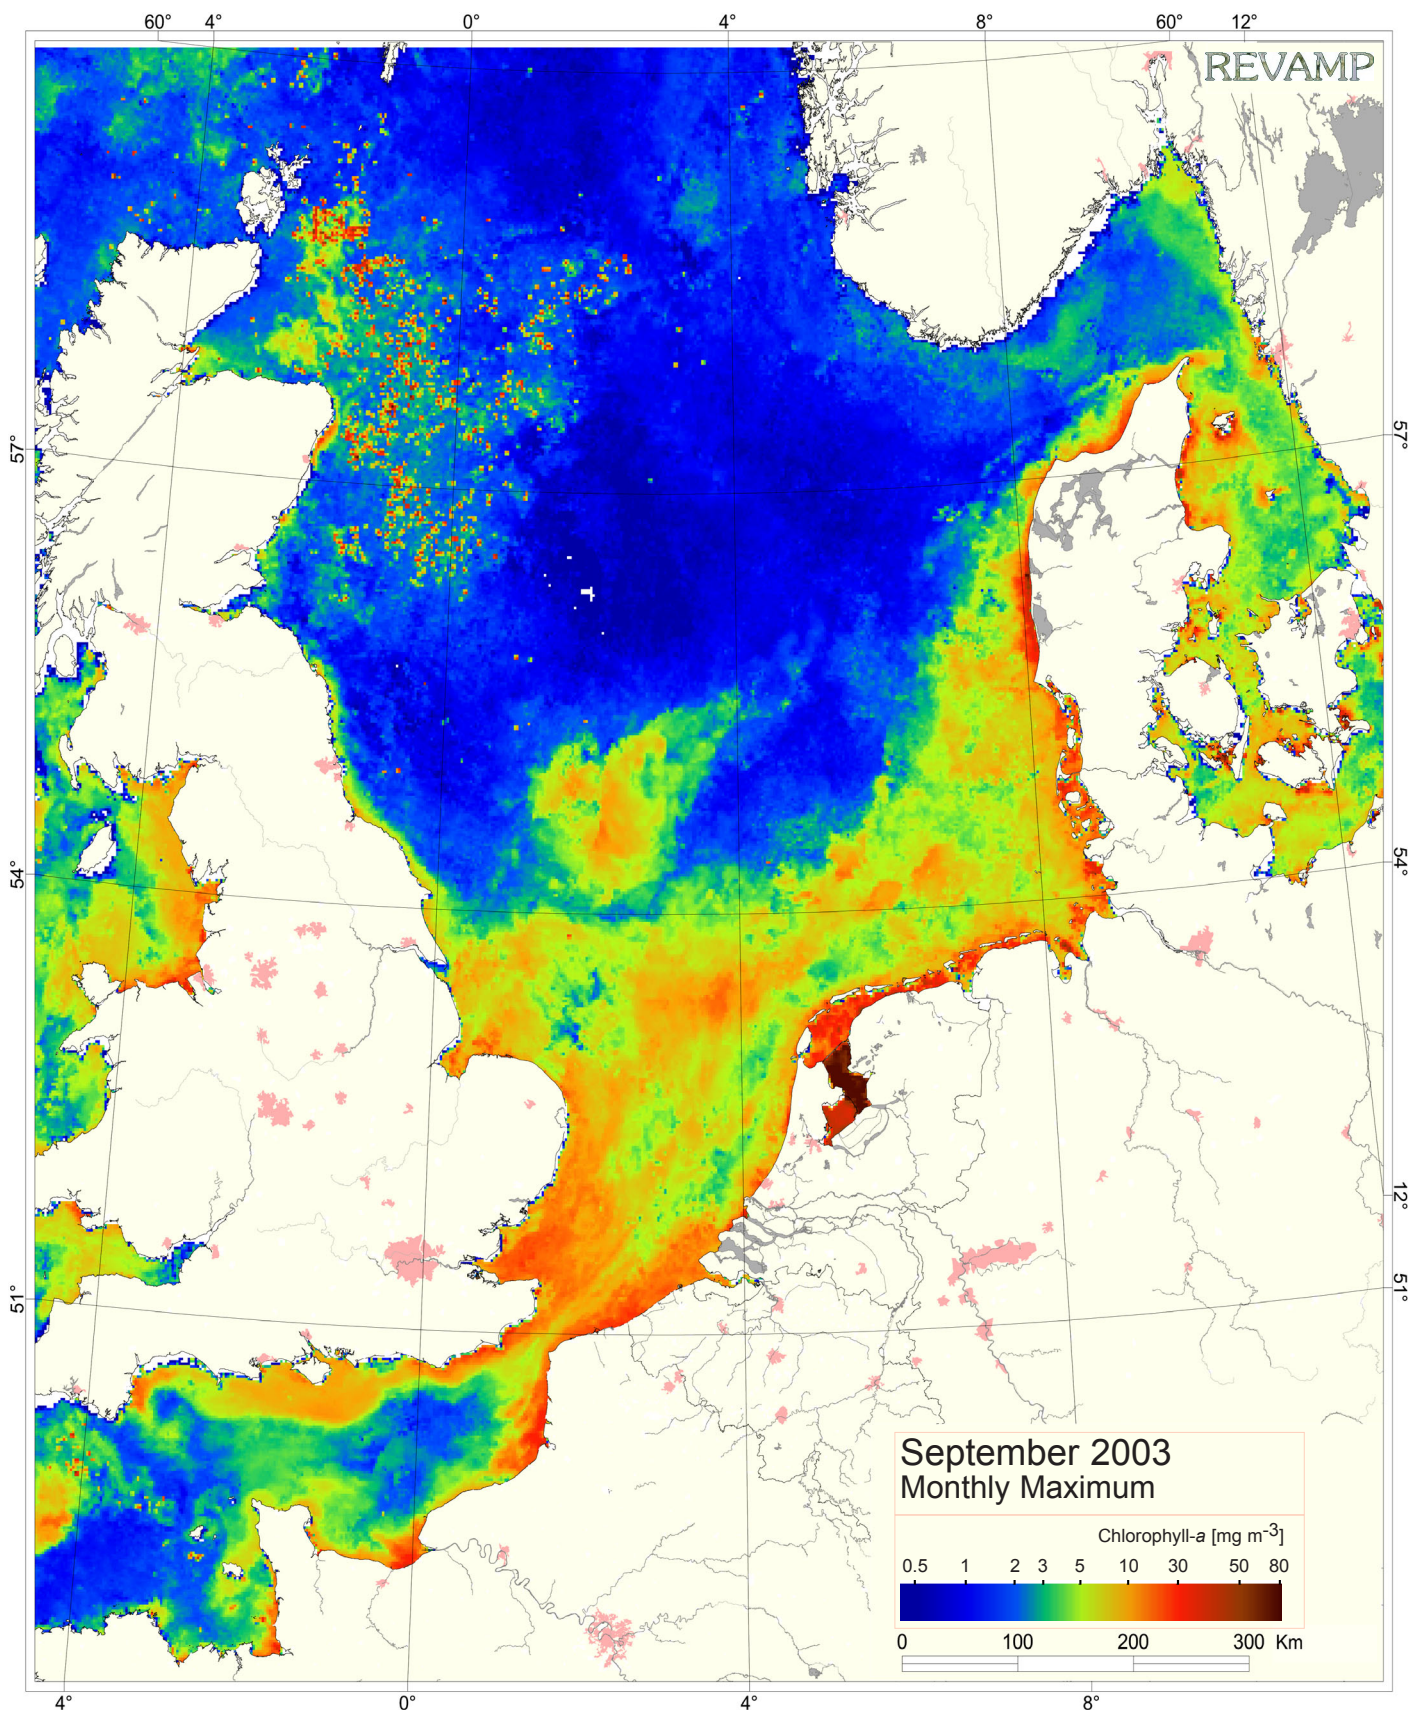 60° 4° 0° 4° 8° 60° 12°
REVAMP
57° 57°
54° 54°
12°
51° 51°
September 2003
Monthly Maximum
Chlorophyll-a [mg m-3]
0.5 1 2 3 5 10 30 50 80
0 100 200 300 Km
4° 0° 4° 8°